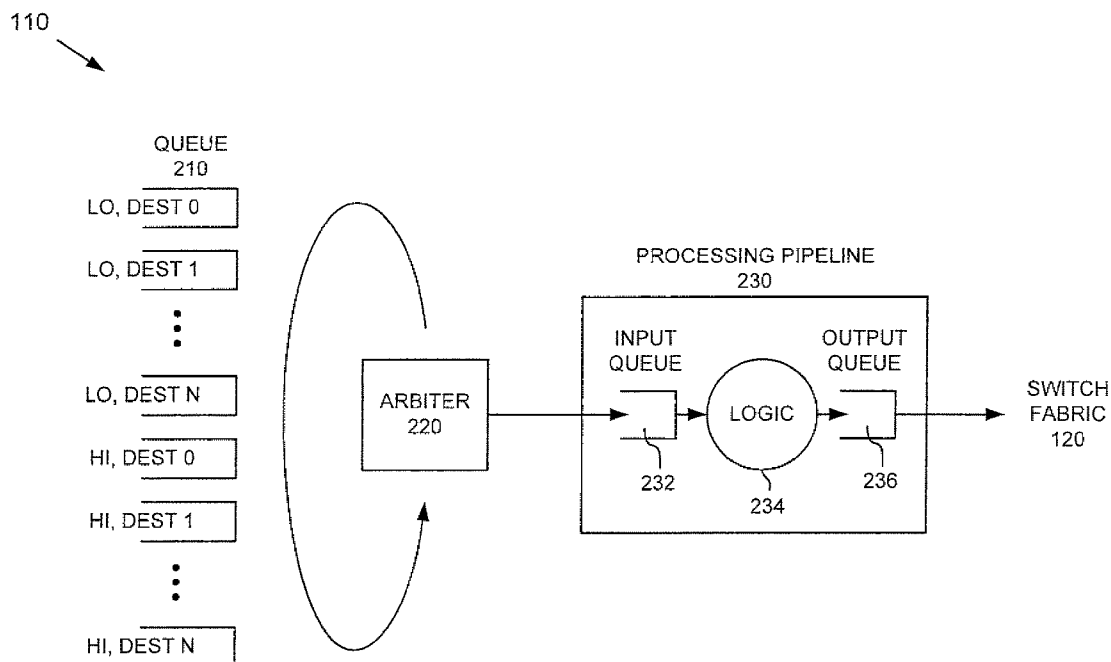 110
QUEUE
210
LO, DEST 0
LO, DEST 1
LO, DEST N
HI, DEST 0
HI, DEST 1
HI, DEST N
ARBITER
220
PROCESSING PIPELINE
230
INPUT
QUEUE
OUTPUT
QUEUE
LOGIC
232
234
236
SWITCH
FABRIC
120